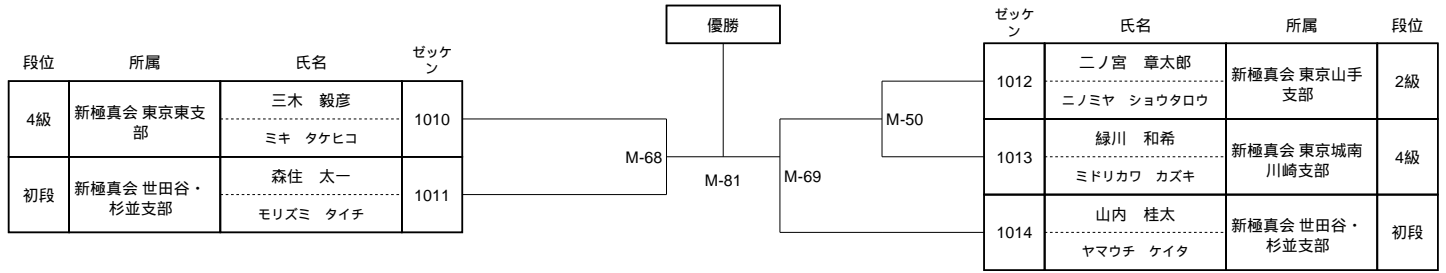 優勝
段位 所属 氏名 ゼッケ
ン
4級 新極真会 東京東支
部 三木 毅彦
ミキ タケヒコ 1010
初段 新極真会 世田谷・
杉並支部 森住 太一
モリズミ タイチ 1011
M-68
M-81
M-69
M-50
ゼッケ
ン 氏名 所属 段位
1012 二ノ宮 章太郎
ニノミヤ ショウタロウ 新極真会 東京山手
支部 2級
1013 緑川 和希
ミドリカワ カズキ 新極真会 東京城南
川崎支部 4級
1014 山内 桂太
ヤマウチ ケイタ 新極真会 世田谷・
杉並支部 初段